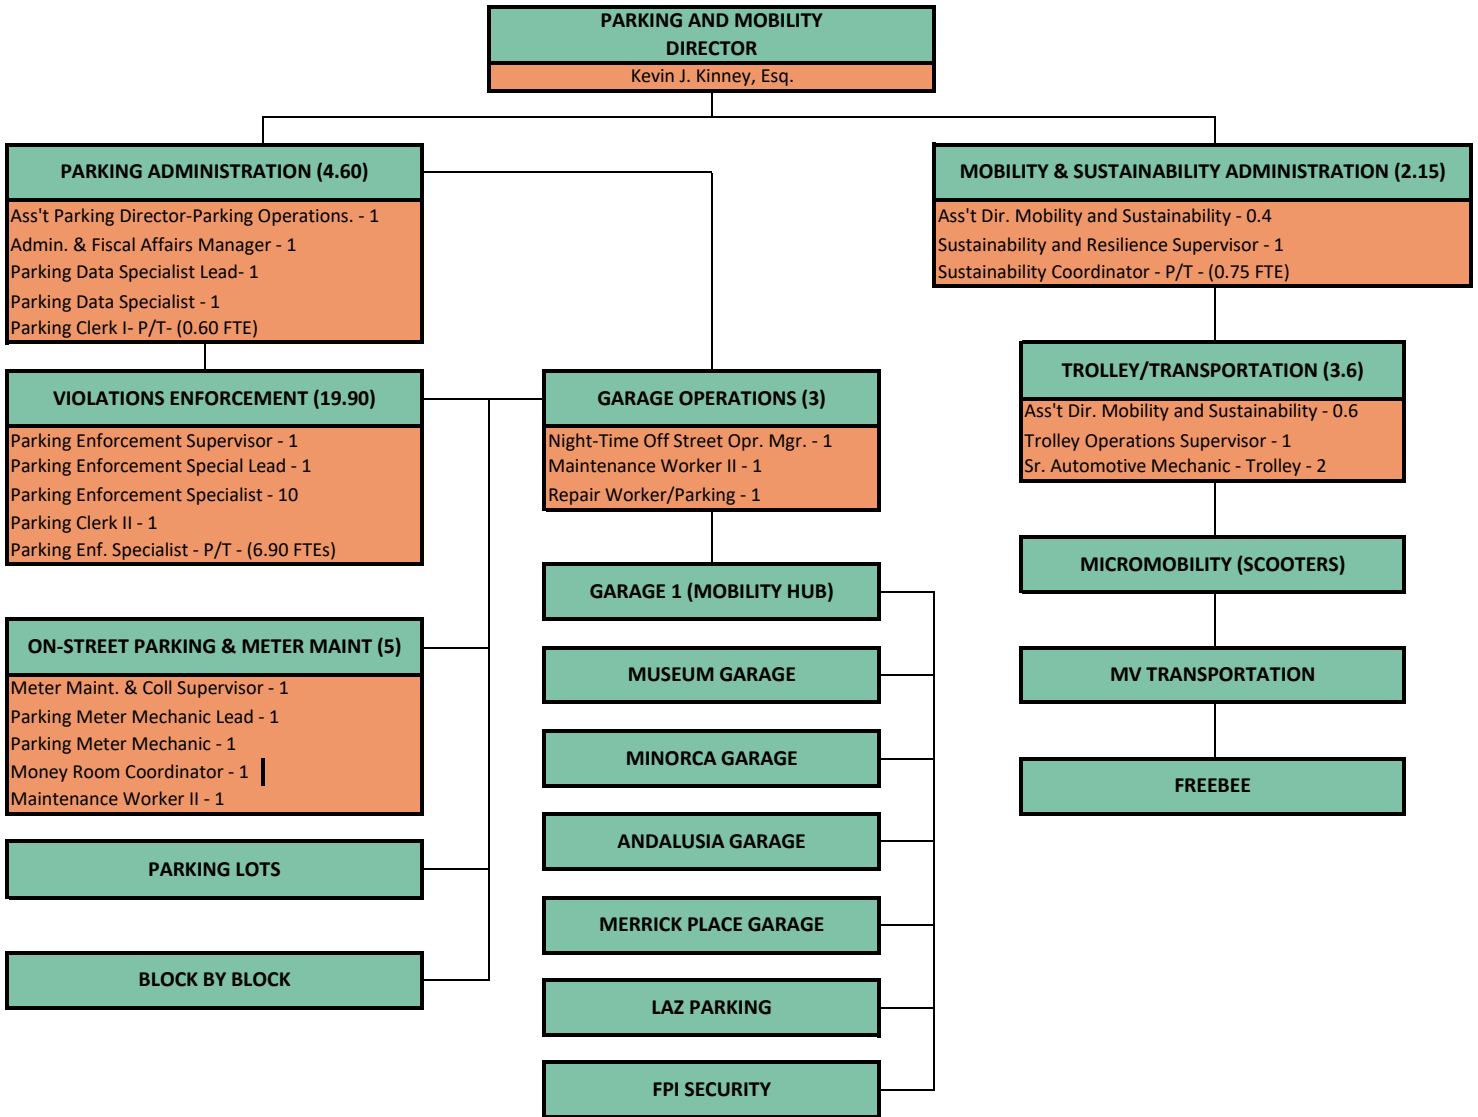 PARKING AND MOBILITY
DIRECTOR
Kevin J. Kinney, Esq.
PARKING ADMINISTRATION (4.60)
Ass't Parking Director-Parking Operations. - 1
Admin. & Fiscal Affairs Manager - 1
Parking Data Specialist Lead- 1
Parking Data Specialist - 1
Parking Clerk I- P/T- (0.60 FTE)
VIOLATIONS ENFORCEMENT (19.90)
Parking Enforcement Supervisor - 1
Parking Enforcement Special Lead - 1
Parking Enforcement Specialist - 10
Parking Clerk II - 1
Parking Enf. Specialist - P/T - (6.90 FTEs)
ON-STREET PARKING & METER MAINT (5)
Meter Maint. & Coll Supervisor - 1
Parking Meter Mechanic Lead - 1
Parking Meter Mechanic - 1
Money Room Coordinator - 1
Maintenance Worker II - 1
PARKING LOTS
BLOCK BY BLOCK
GARAGE OPERATIONS (3)
Night-Time Off Street Opr. Mgr. - 1
Maintenance Worker II - 1
Repair Worker/Parking - 1
GARAGE 1 (MOBILITY HUB)
MUSEUM GARAGE
MINORCA GARAGE
ANDALUSIA GARAGE
MERRICK PLACE GARAGE
LAZ PARKING
FPI SECURITY
MOBILITY & SUSTAINABILITY ADMINISTRATION (2.15)
Ass't Dir. Mobility and Sustainability - 0.4
Sustainability and Resilience Supervisor - 1
Sustainability Coordinator - P/T - (0.75 FTE)
TROLLEY/TRANSPORTATION (3.6)
Ass't Dir. Mobility and Sustainability - 0.6
Trolley Operations Supervisor - 1
Sr. Automotive Mechanic - Trolley - 2
MICROMOBILITY (SCOOTERS)
MV TRANSPORTATION
FREEBEE